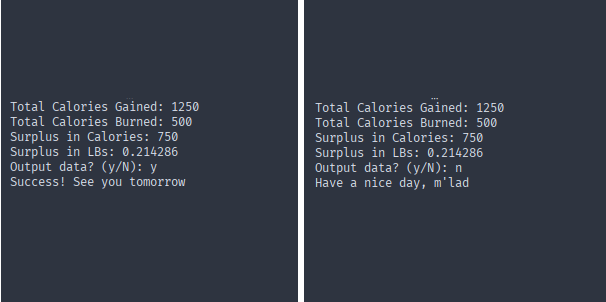 Total Calories Gained: 1250
Total Calories Burned: 500
Surplus in Calories: 750
Surplus in LBs: 0.214286
Output data? (y/N): y
Success! See you tomorrow
Total Calories Gained: 1250
Total Calories Burned: 500
Surplus in Calories: 750
Surplus in LBs: 0.214286
Output data? (y/N): n
Have a nice day, m'lad